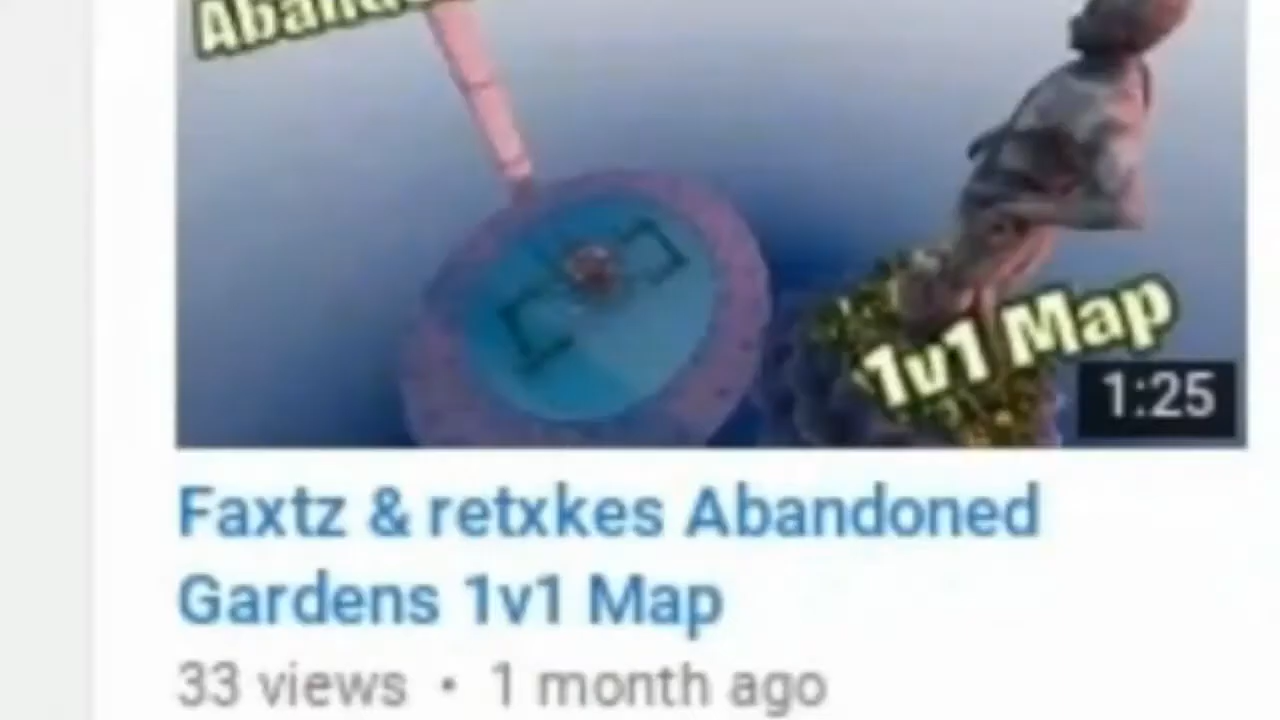 1v1 Map
1:25
Faxtz & retxkes Abandoned
Gardens 1v1 Map
33 views • 1 month ago